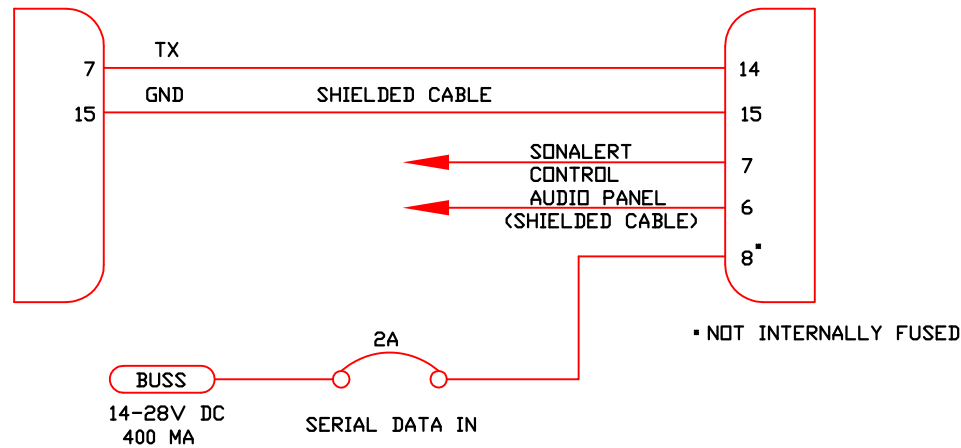 TX
7
14
GND
SHIELDED CABLE
15
15
SONALERT
CONTROL
7
AUDIO PANEL
(SHIELDED CABLE)
6
8▪
▪ NOT INTERNALLY FUSED
2A
BUSS
14-28V DC
400 MA
SERIAL DATA IN